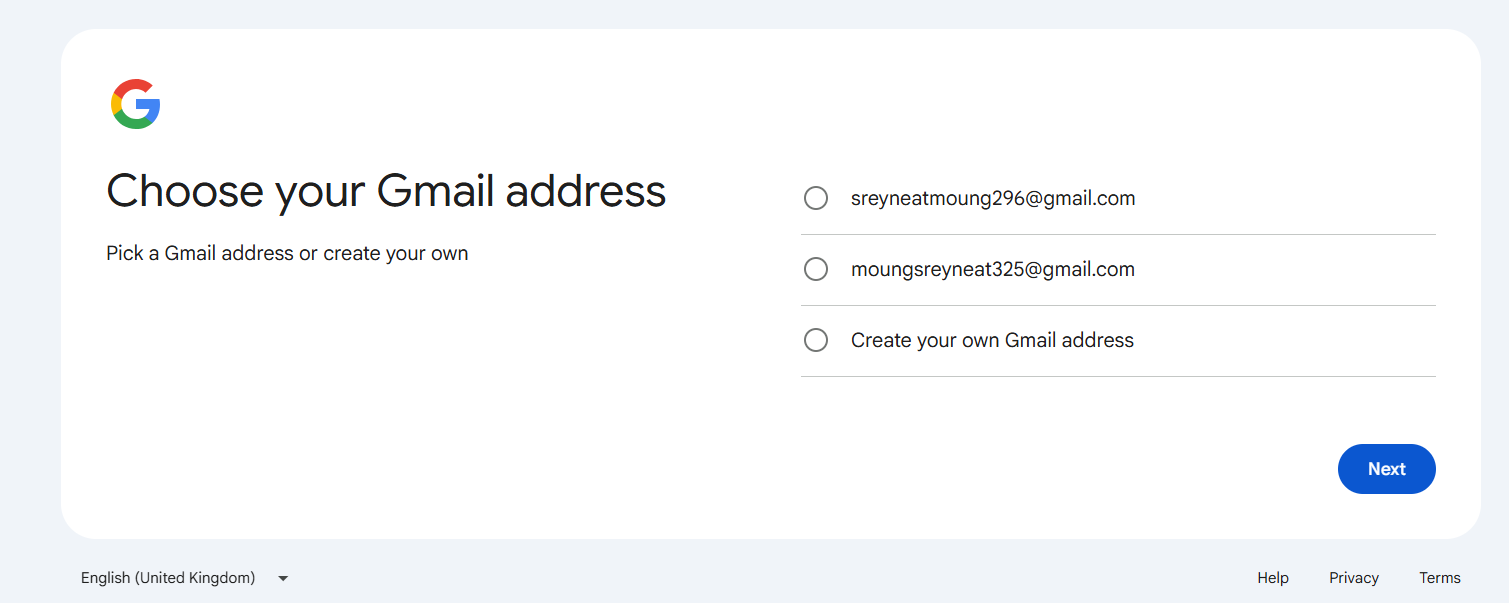 Choose your Gmail address
Pick a Gmail address or create your own
sreyneatmoung296@gmail.com
moungsreyneat325@gmail.com
Create your own Gmail address
Next
English (United Kingdom)
Help
Privacy
Terms